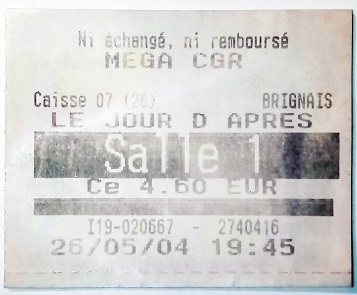 Ni échangé, ni remboursé
MEGA CGR
Caisse 07 (26) BRIGNAIS
LE JOUR D APRES
Salle 1
Ce 4.60 EUR
I19-020667 - 2740416
26/05/04 19:45